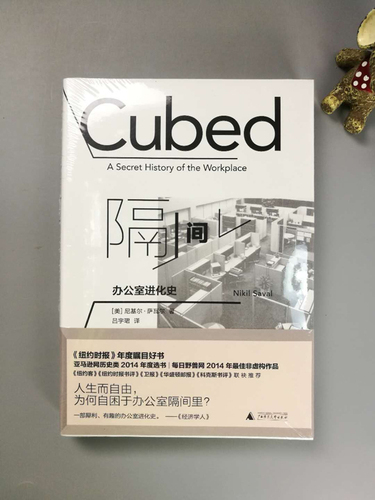 Cubed
A Secret History of the Workplace
隔间
办公室进化史
Nikil Saval
[美] 尼基尔·萨瓦尔 著
吕宇珺 译
《纽约时报》年度瞩目好书
亚马逊网历史类 2014 年度选书 | 每日野兽网 2014 年最佳非虚构作品
《纽约客》《纽约时报书评》《卫报》《华盛顿邮报》《科克斯书评》联袂推荐
人生而自由，
为何自困于办公室隔间里？
一部犀利、有趣的办公室进化史。 ——《经济学人》